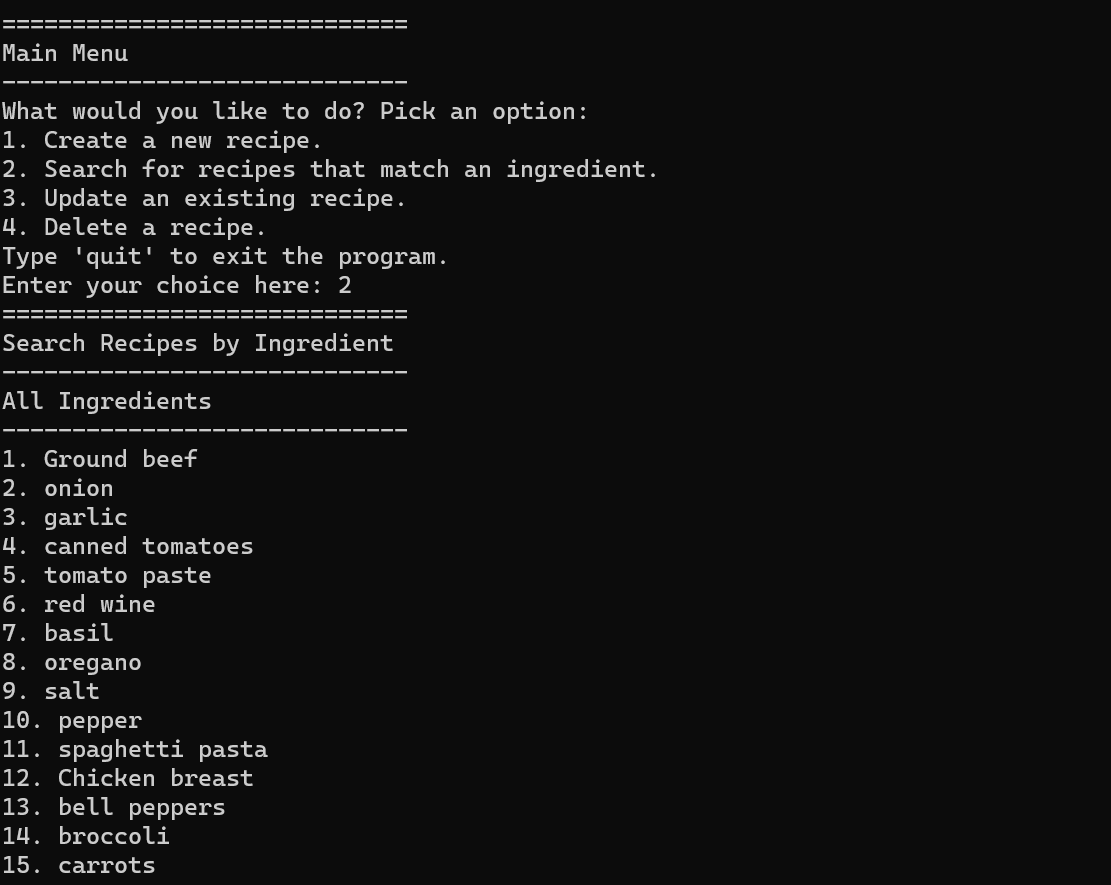 =============================
Main Menu
-----------------------------
What would you like to do? Pick an option:
1. Create a new recipe.
2. Search for recipes that match an ingredient.
3. Update an existing recipe.
4. Delete a recipe.
Type 'quit' to exit the program.
Enter your choice here: 2
=============================
Search Recipes by Ingredient
-----------------------------
All Ingredients
-----------------------------
1. Ground beef
2. onion
3. garlic
4. canned tomatoes
5. tomato paste
6. red wine
7. basil
8. oregano
9. salt
10. pepper
11. spaghetti pasta
12. Chicken breast
13. bell peppers
14. broccoli
15. carrots